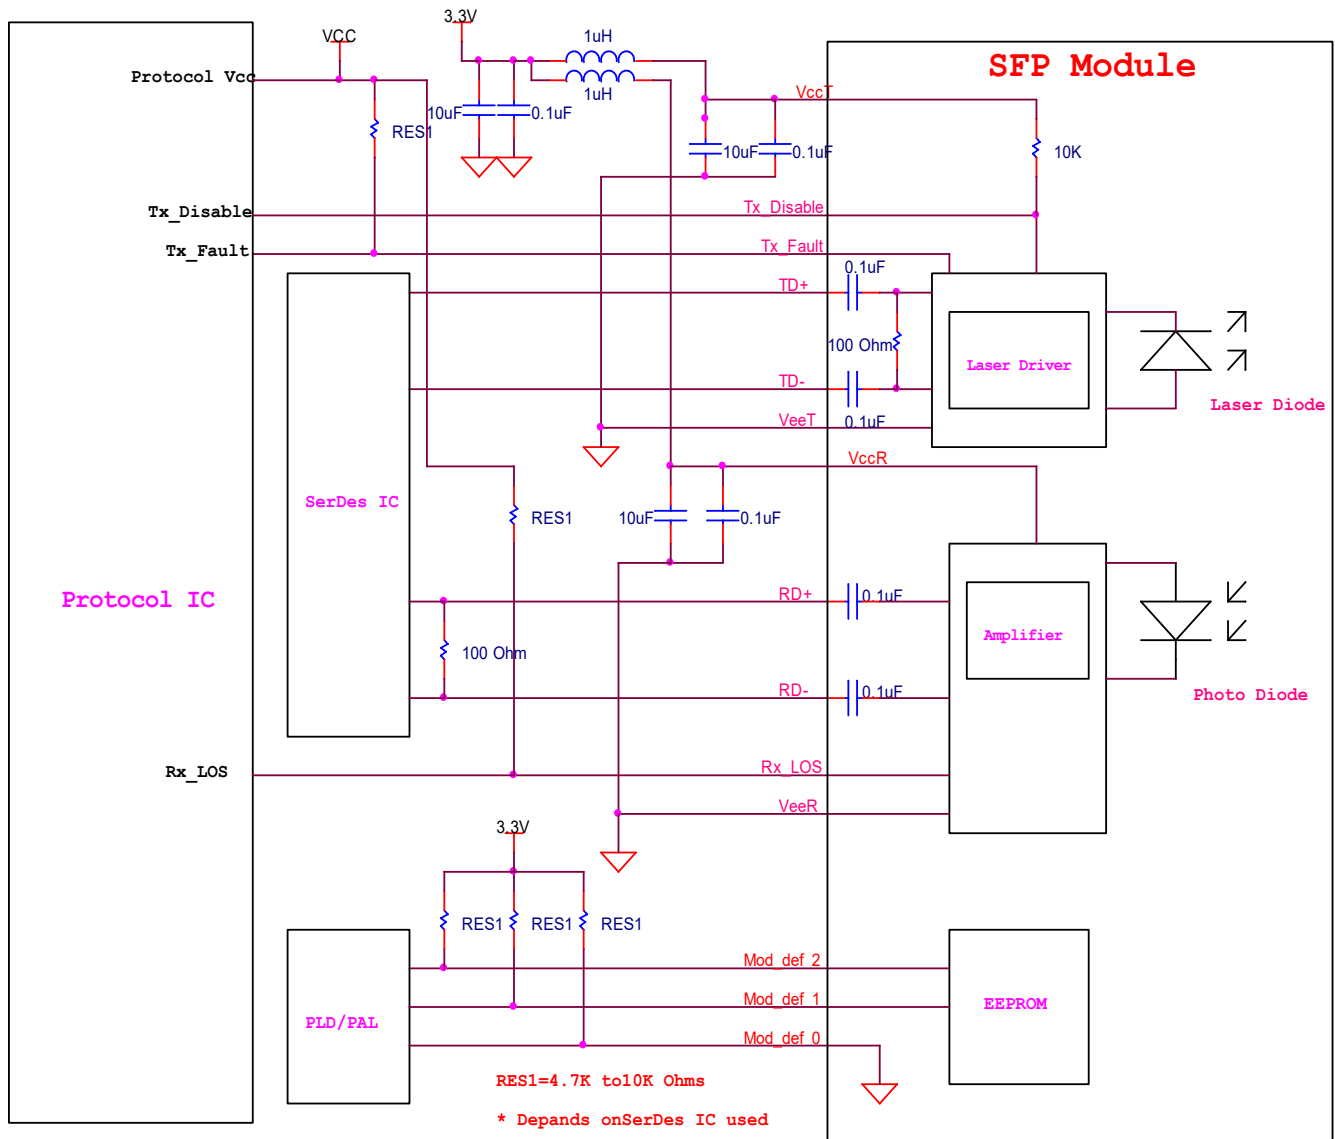 3.3V
VCC
1uH
SFP Module
Protocol Vcc
1uH
VccT
10uF
0.1uF
RES1
10uF
0.1uF
10K
Tx_Disable
Tx_Disable
Tx_Fault
Tx_Fault
0.1uF
TD+
100 Ohm
Laser Driver
TD-
Laser Diode
VeeT
0.1uF
VccR
SerDes IC
RES1
10uF
0.1uF
Protocol IC
RD+
0.1uF
Amplifier
100 Ohm
RD-
0.1uF
Photo Diode
Rx_LOS
Rx_LOS
VeeR
3.3V
RES1
RES1
RES1
Mod_def 2
Mod_def 1
EEPROM
PLD/PAL
Mod_def 0
RES1=4.7K to10K Ohms
* Depands onSerDes IC used